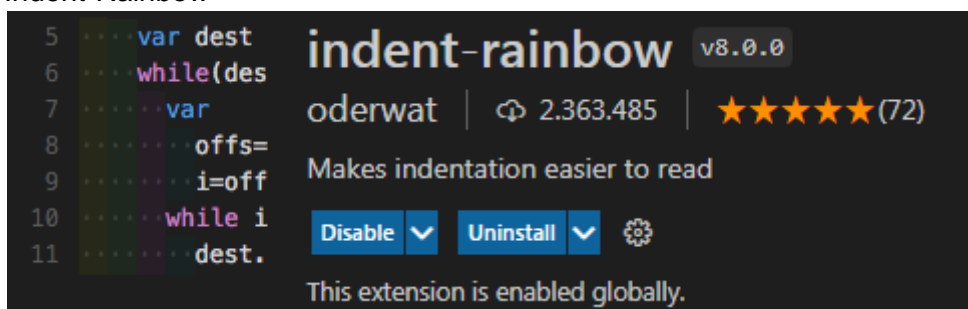 5 ····var dest
6 ····while(des
7 ······var
8 ········offs=
9 ········i=off
10 ······while i
11 ········dest.
indent-rainbow v8.0.0
oderwat 2.363.485 ★★★★★(72)
Makes indentation easier to read
Disable Uninstall
This extension is enabled globally.